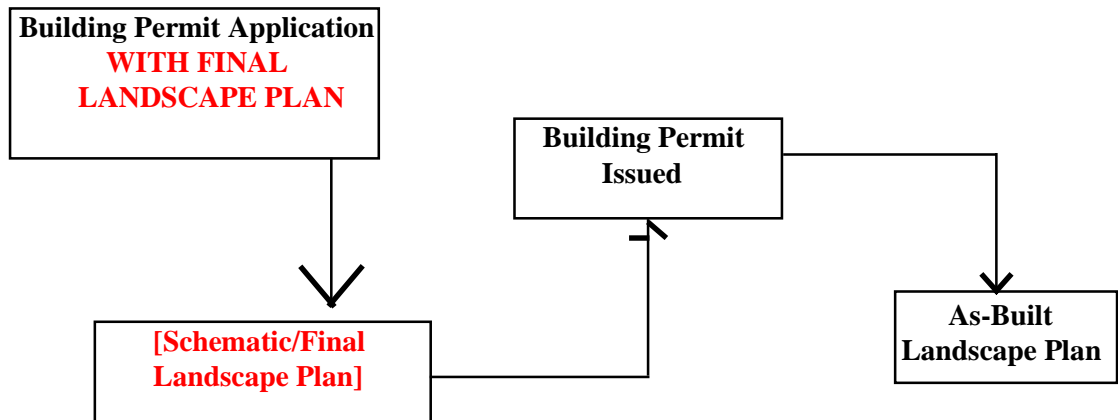 Building Permit Application
WITH FINAL
LANDSCAPE PLAN
[Schematic/Final
Landscape Plan]
Building Permit
Issued
As-Built
Landscape Plan